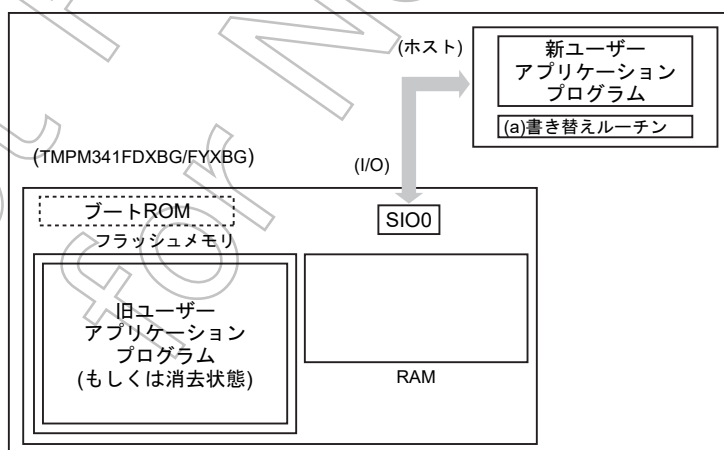 (ホスト)
新ユーザー
アプリケーション
プログラム
(a)書き替えルーチン
(TMPM341FDXBG/FYXBG)
(I/O)
ブートROM
SIO0
フラッシュメモリ
旧ユーザー
アプリケーション
プログラム
(もしくは消去状態)
RAM